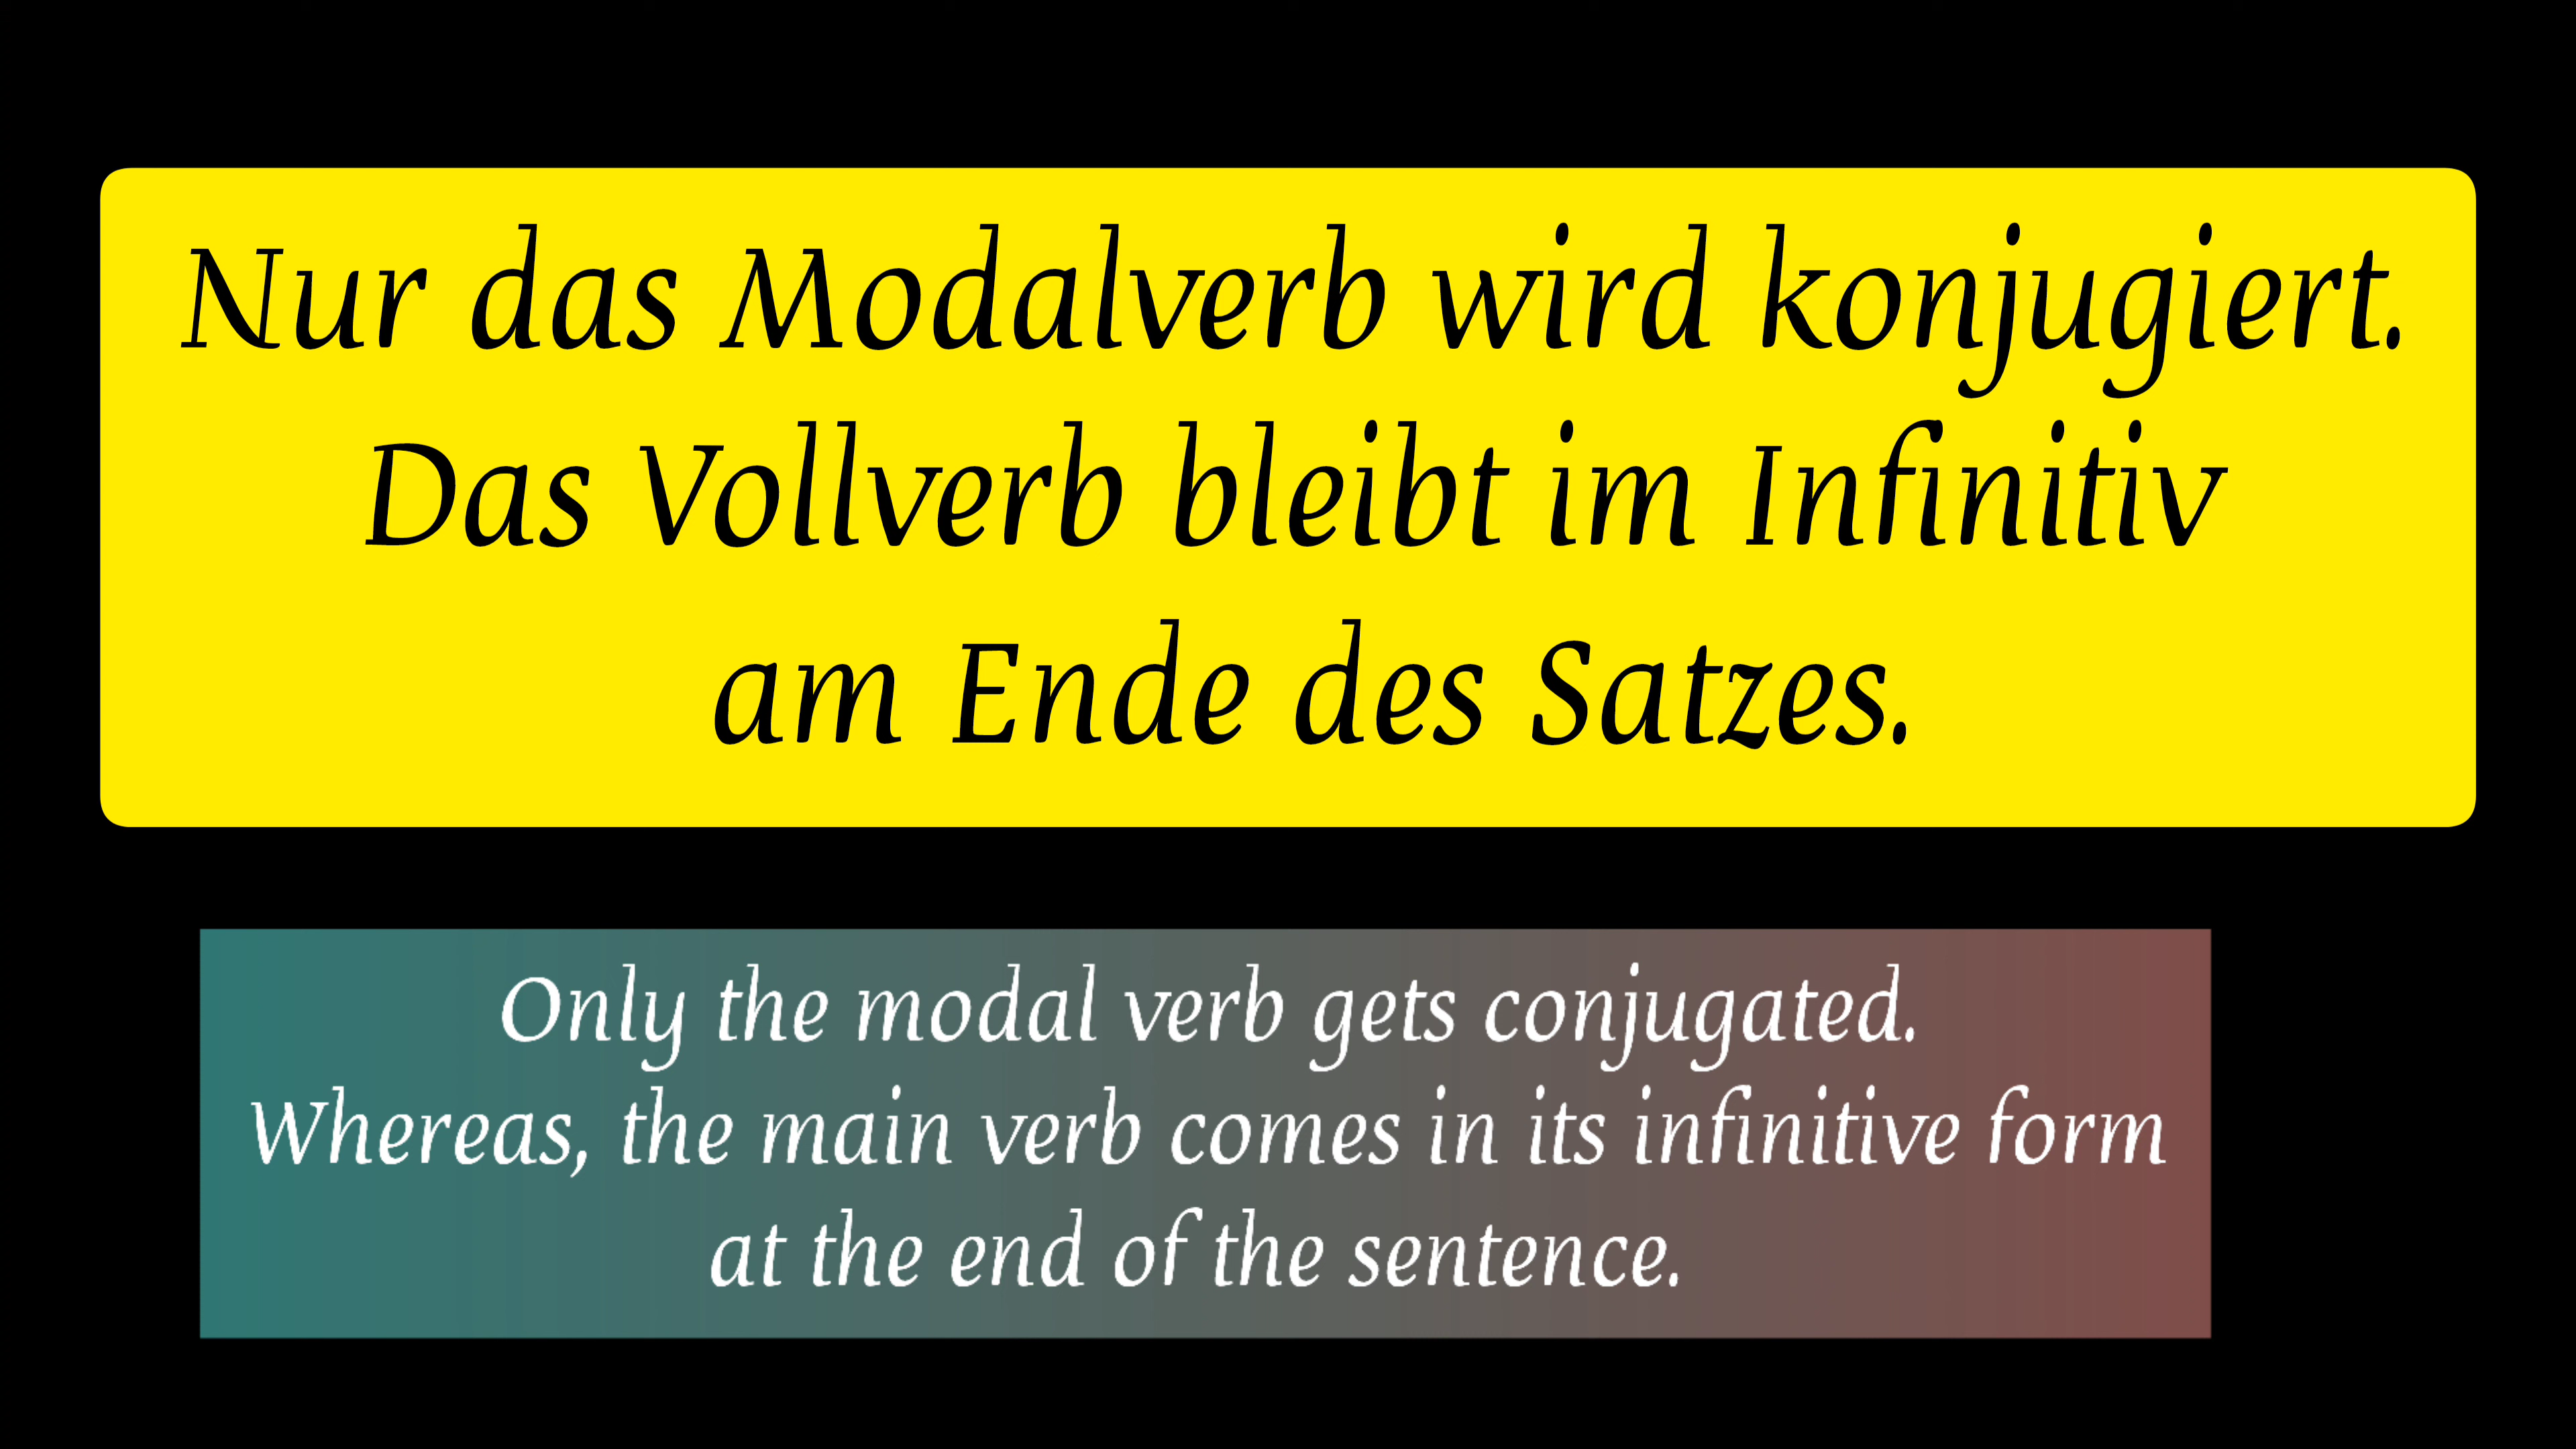 Nur das Modalverb wird konjugiert.
Das Vollverb bleibt im Infinitiv
am Ende des Satzes.
Only the modal verb gets conjugated.
Whereas, the main verb comes in its infinitive form
at the end of the sentence.